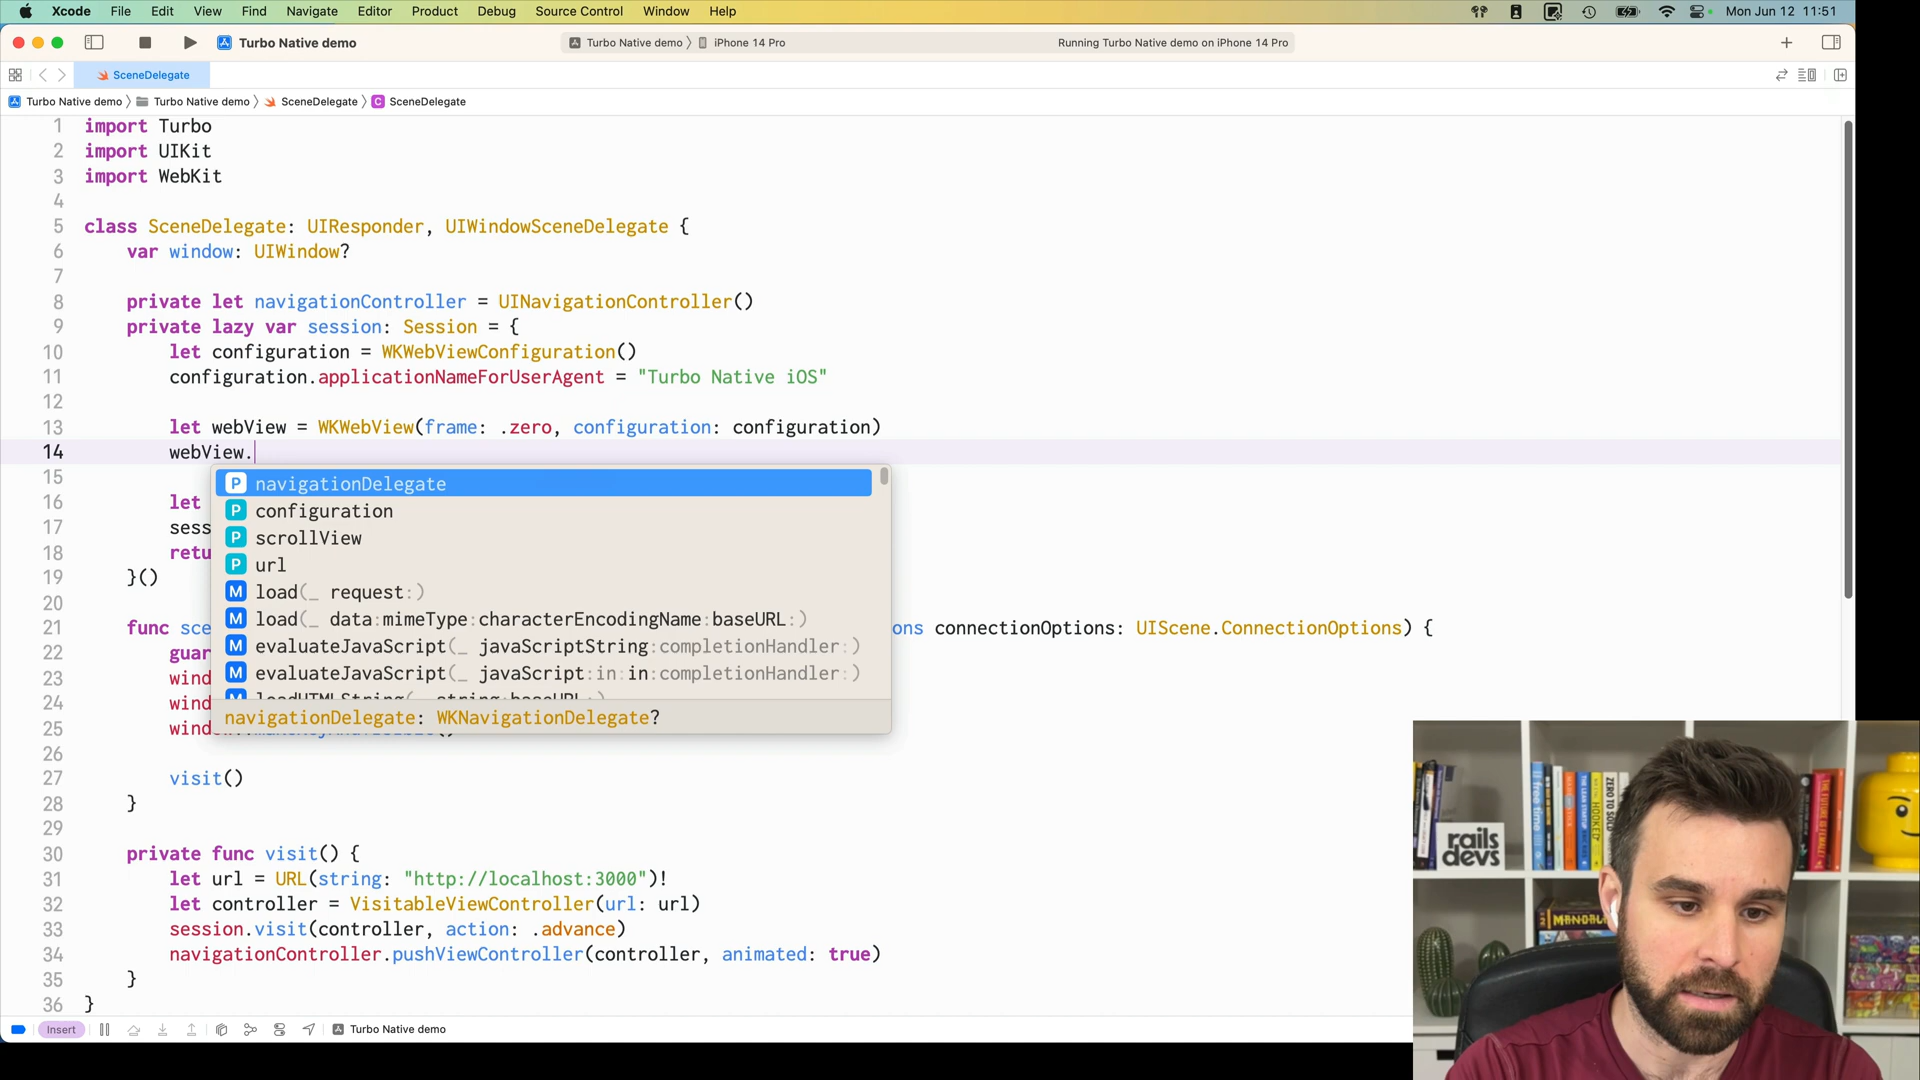 Xcode File Edit View Find Navigate Editor Product Debug Source Control Window Help Mon Jun 12 11:51
Turbo Native demo Turbo Native demo iPhone 14 Pro Running Turbo Native demo on iPhone 14 Pro
SceneDelegate
Turbo Native demo Turbo Native demo SceneDelegate C SceneDelegate
1 import Turbo
2 import UIKit
3 import WebKit
4
5 class SceneDelegate: UIResponder, UIWindowSceneDelegate {
6 var window: UIWindow?
7
8 private let navigationController = UINavigationController()
9 private lazy var session: Session = {
10 let configuration = WKWebViewConfiguration()
11 configuration.applicationNameForUserAgent = "Turbo Native iOS"
12
13 let webView = WKWebView(frame: .zero, configuration: configuration)
14 webView.
15
P navigationDelegate
P configuration
16 let
17 sess
P scrollView
18 retu
P url
19 }()
M load(_ request:)
20
M load(_ data:mimeType:characterEncodingName:baseURL:)
21 func sce ons connectionOptions: UIScene.ConnectionOptions) {
22 guar
M evaluateJavaScript(_ javaScriptString:completionHandler:)
23 wind
M evaluateJavaScript(_ javaScript:in:in:completionHandler:)
24 wind
M loadHTMLString(_ string:baseURL:)
navigationDelegate: WKNavigationDelegate?
25
26
27 visit()
28 }
29
30 private func visit() {
31 let url = URL(string: "http://localhost:3000")!
32 let controller = VisitableViewController(url: url)
33 session.visit(controller, action: .advance)
34 navigationController.pushViewController(controller, animated: true)
35 }
36 }
Insert Turbo Native demo
rails
devs
ZERO TO SOLD
HOOKED
free time